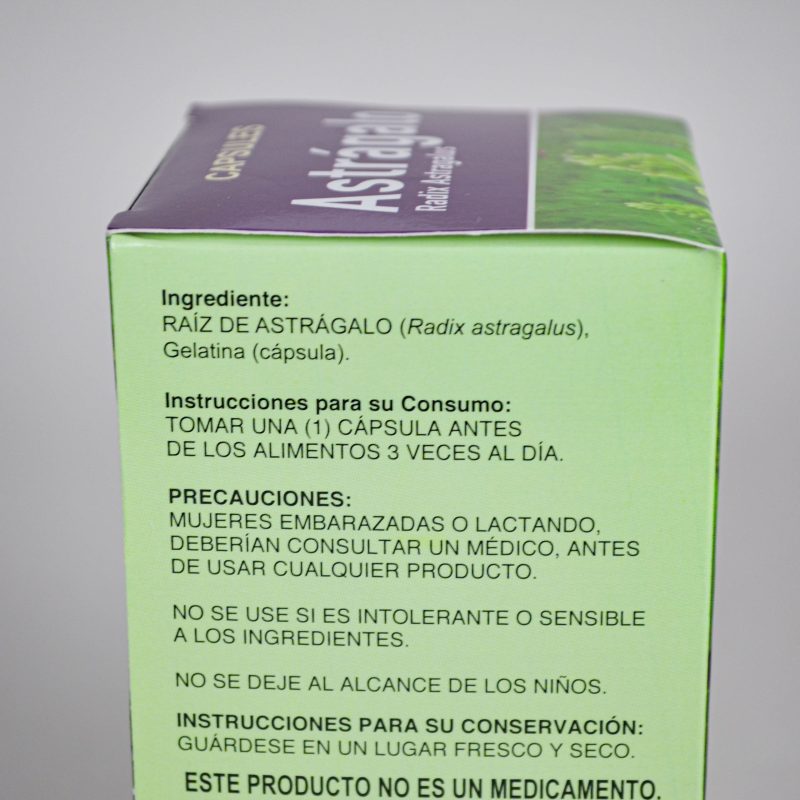 CAPSULEES
Astrágalo
Radix Astragalus
Ingrediente:
RAÍZ DE ASTRÁGALO (Radix astragalus),
Gelatina (cápsula).
Instrucciones para su Consumo:
TOMAR UNA (1) CÁPSULA ANTES
DE LOS ALIMENTOS 3 VECES AL DÍA.
PRECAUCIONES:
MUJERES EMBARAZADAS O LACTANDO,
DEBERÍAN CONSULTAR UN MÉDICO, ANTES
DE USAR CUALQUIER PRODUCTO.
NO SE USE SI ES INTOLERANTE O SENSIBLE
A LOS INGREDIENTES.
NO SE DEJE AL ALCANCE DE LOS NIÑOS.
INSTRUCCIONES PARA SU CONSERVACIÓN:
GUÁRDESE EN UN LUGAR FRESCO Y SECO.
ESTE PRODUCTO NO ES UN MEDICAMENTO.